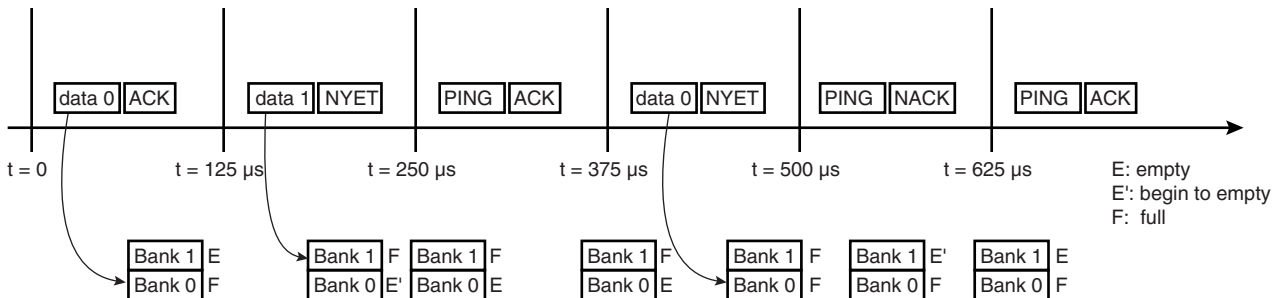 data 0 ACK data 1 NYET PING ACK data 0 NYET PING NACK PING ACK
t = 0 t = 125 μs t = 250 μs t = 375 μs t = 500 μs t = 625 μs
E: empty
E': begin to empty
F: full
Bank 1 E Bank 1 F Bank 1 F Bank 1 F Bank 1 F Bank 1 E' Bank 1 E
Bank 0 F Bank 0 E' Bank 0 E Bank 0 E Bank 0 F Bank 0 F Bank 0 F